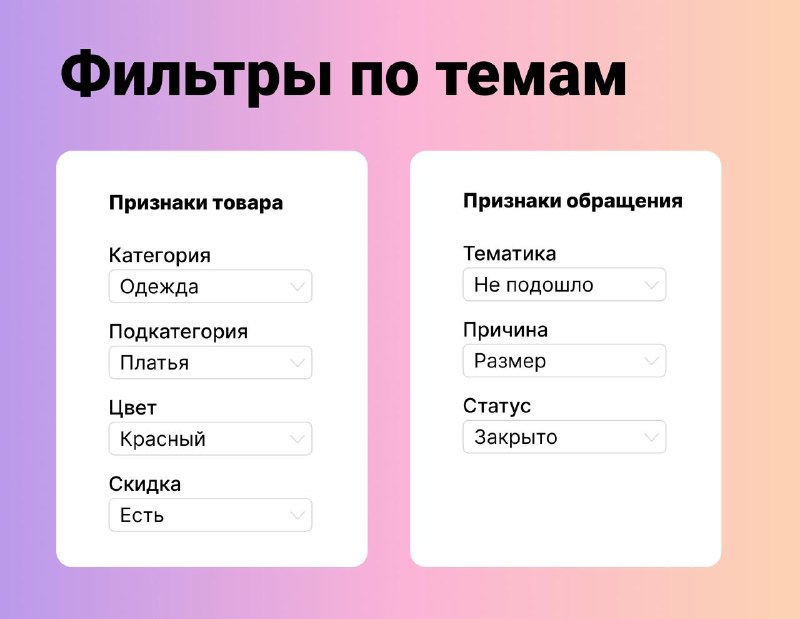 Фильтры по темам
Признаки товара
Категория
Одежда
Подкатегория
Платья
Цвет
Красный
Скидка
Есть
Признаки обращения
Тематика
Не подошло
Причина
Размер
Статус
Закрыто